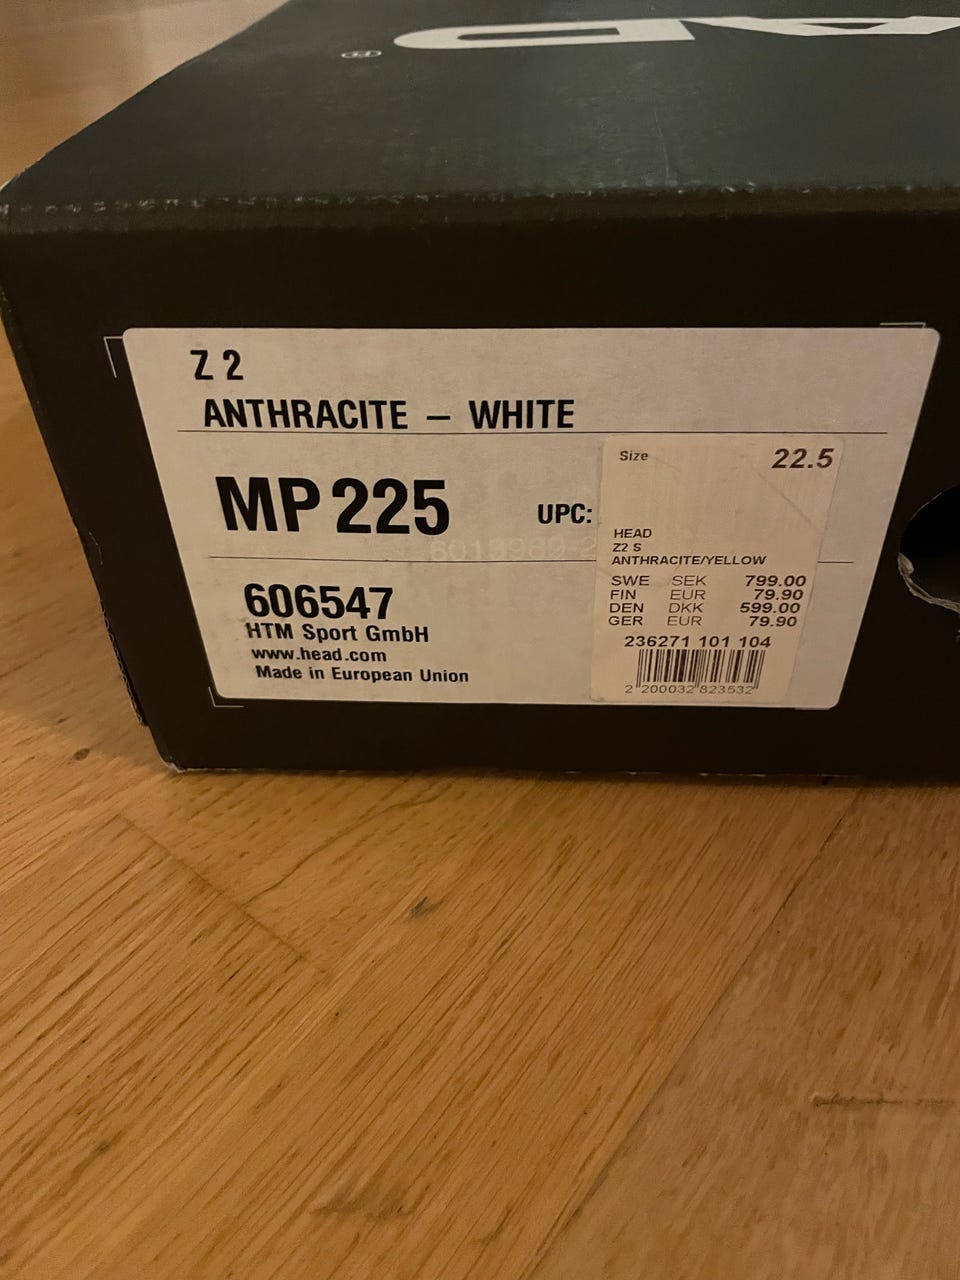 ®
Z 2
ANTHRACITE – WHITE
MP 225
UPC:
606547
HTM Sport GmbH
www.head.com
Made in European Union
Size 22.5
HEAD
Z2 S
ANTHRACITE/YELLOW
SWE SEK 799.00
FIN EUR 79.90
DEN DKK 599.00
GER EUR 79.90
236271 101 104
2 200032 823532